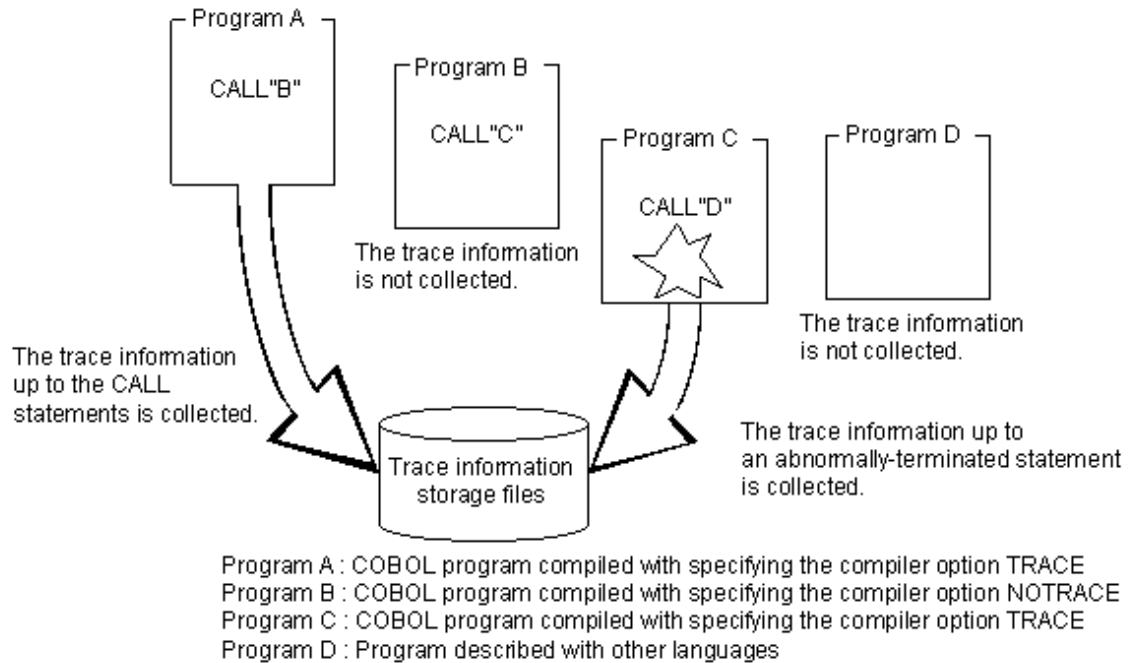 Program A
CALL"B"
Program B
CALL"C"
Program C
CALL"D"
Program D
The trace information
is not collected.
The trace information
is not collected.
The trace information
up to the CALL
statements is collected.
Trace information
storage files
The trace information up to
an abnormally-terminated statement
is collected.
Program A : COBOL program compiled with specifying the compiler option TRACE
Program B : COBOL program compiled with specifying the compiler option NOTRACE
Program C : COBOL program compiled with specifying the compiler option TRACE
Program D : Program described with other languages